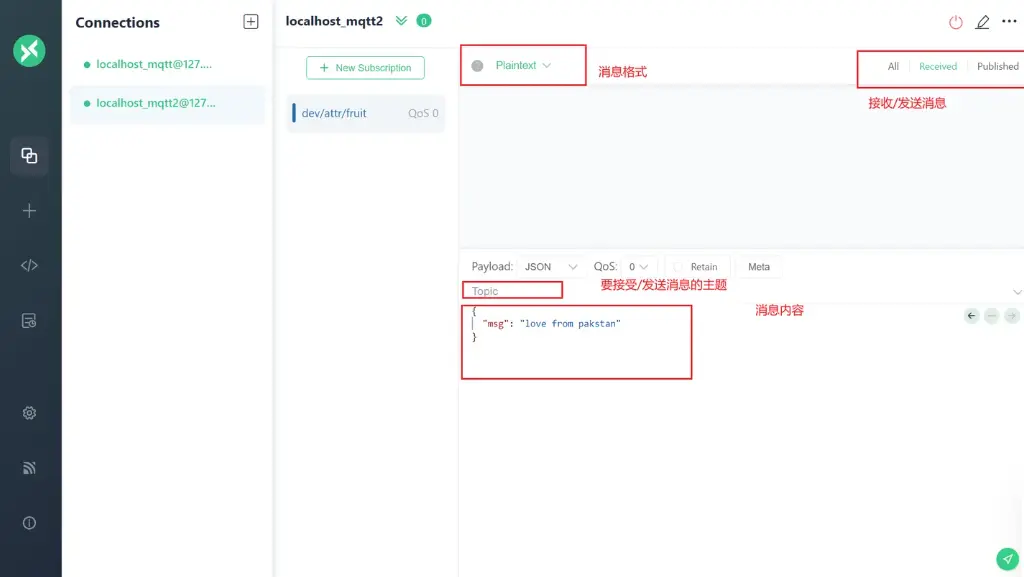 Connections
localhost_mqtt@127....
localhost_mqtt2@127...
localhost_mqtt2
0
+ New Subscription
dev/attr/fruit QoS 0
Plaintext
消息格式
All Received Published
接收/发送消息
Payload: JSON QoS: 0 Retain Meta
Topic
要接受/发送消息的主题
消息内容
{
"msg": "love from pakstan"
}